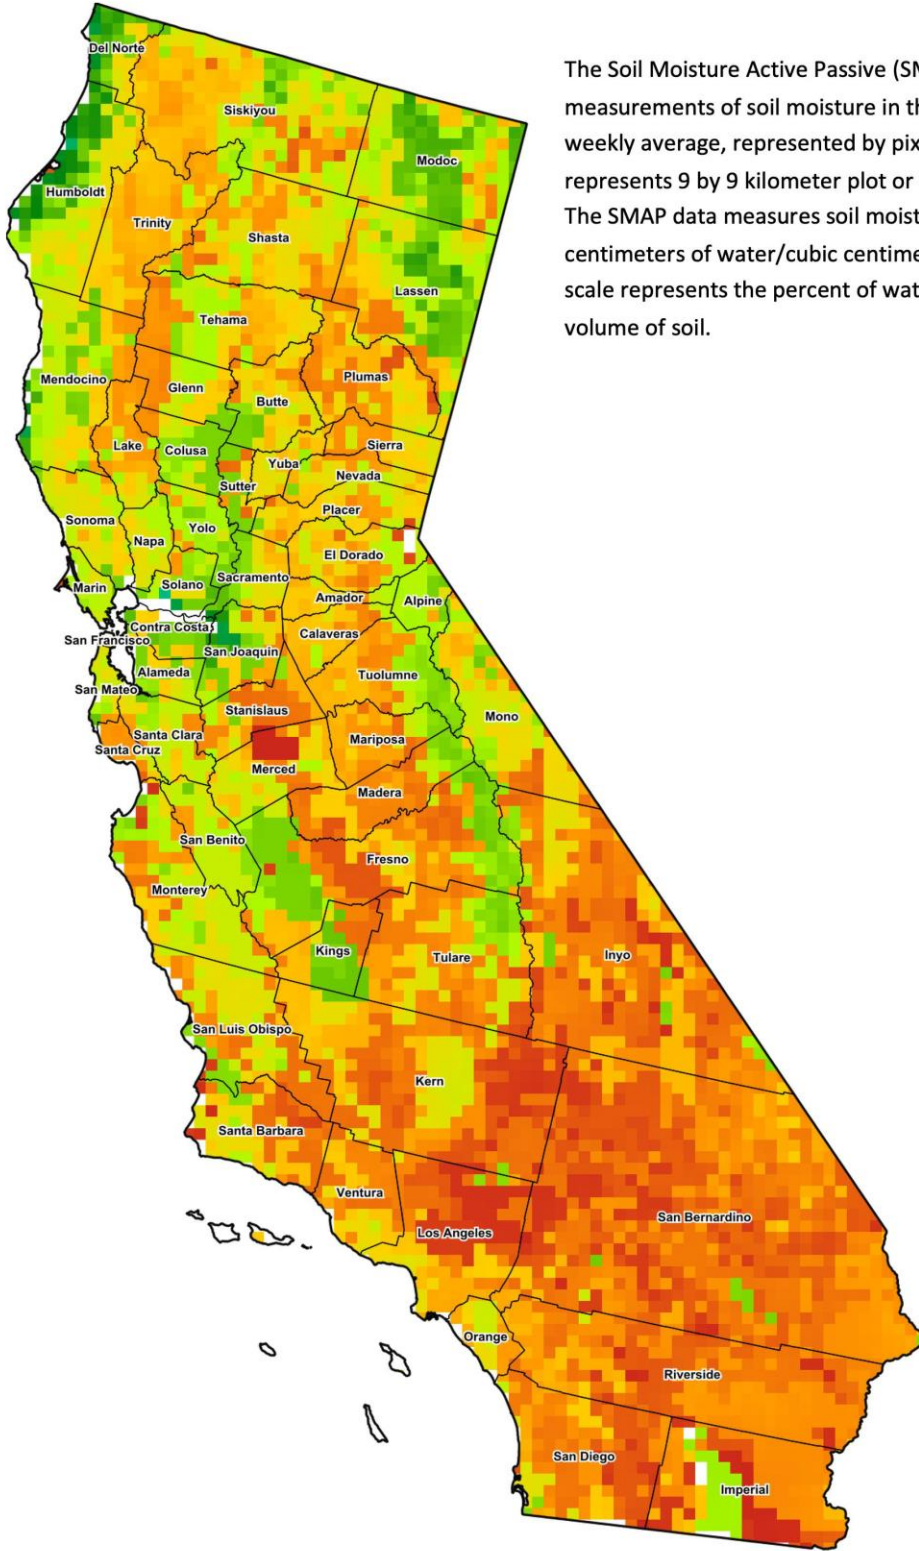 The Soil Moisture Active Passive (SM
measurements of soil moisture in th
weekly average, represented by pix
represents 9 by 9 kilometer plot or
The SMAP data measures soil moist
centimeters of water/cubic centime
scale represents the percent of wat
volume of soil.
Del Norte
Siskiyou
Modoc
Humboldt
Trinity
Shasta
Lassen
Tehama
Mendocino
Glenn
Butte
Plumas
Lake
Colusa
Yuba
Sierra
Nevada
Sutter
Placer
Sonoma
Napa
Yolo
El Dorado
Marin
Solano
Sacramento
Amador
Alpine
Contra Costa
San Francisco
Calaveras
San Joaquin
Alameda
Tuolumne
San Mateo
Stanislaus
Mono
Santa Clara
Santa Cruz
Mariposa
Merced
Madera
San Benito
Fresno
Monterey
Kings
Tulare
Inyo
San Luis Obispo
Kern
Santa Barbara
Ventura
Los Angeles
San Bernardino
Orange
Riverside
San Diego
Imperial